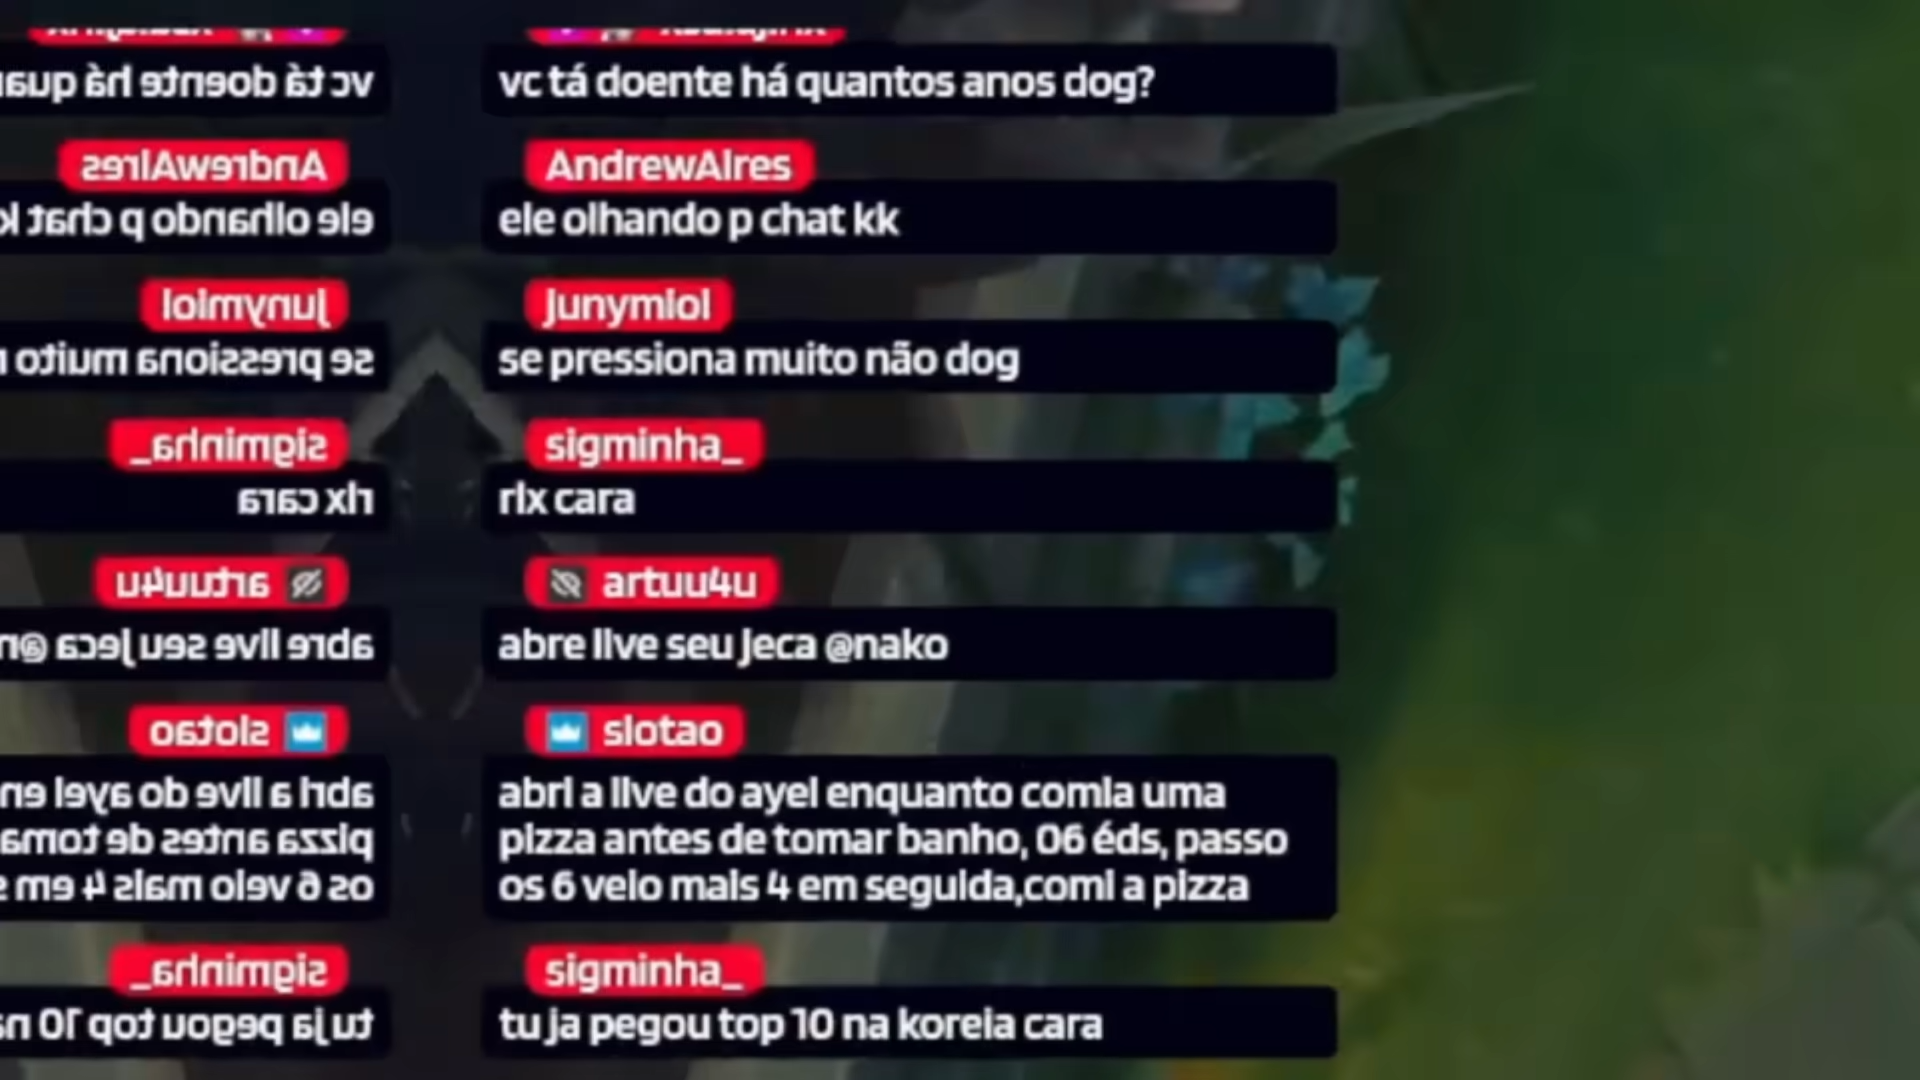 vc tá doente há quantos anos dog?
AndrewAires
ele olhando p chat kk
junymiol
se pressiona muito não dog
sigminha_
rlx cara
artuu4u
abre live seu jeca @nako
slotao
abri a live do ayel enquanto comia uma
pizza antes de tomar banho, 06 éds, passo
os 6 veio mais 4 em seguida,comi a pizza
sigminha_
tu ja pegou top 10 na koreia cara